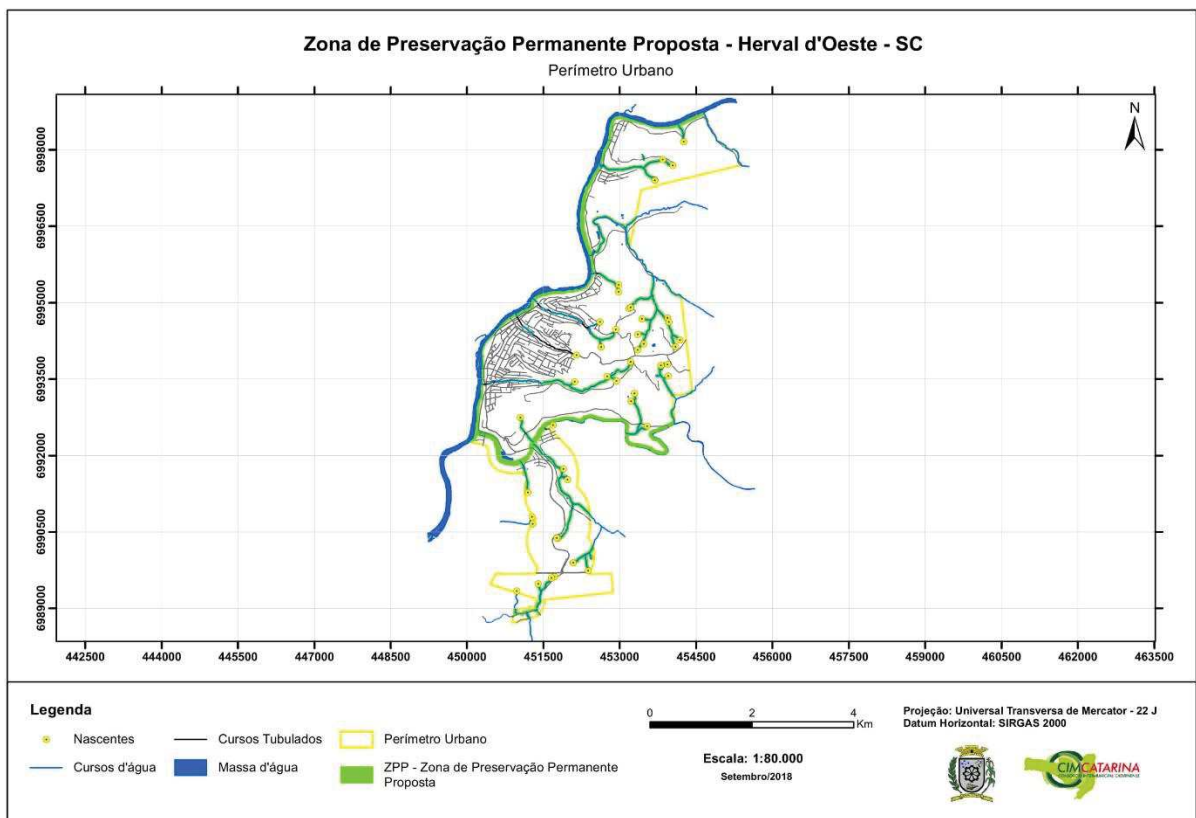 Zona de Preservação Permanente Proposta - Herval d'Oeste - SC
Perímetro Urbano
N
6998000
6996500
6995000
6993500
6992000
6990500
6989000
442500 444000 445500 447000 448500 450000 451500 453000 454500 456000 457500 459000 460500 462000 463500
Legenda
Nascentes
Cursos d'água
Cursos Tubulados
Massa d'água
Perímetro Urbano
ZPP - Zona de Preservação Permanente
Proposta
0 2 4
Km
Escala: 1:80.000
Setembro/2018
Projeção: Universal Transversa de Mercator - 22 J
Datum Horizontal: SIRGAS 2000
CIMCATARINA